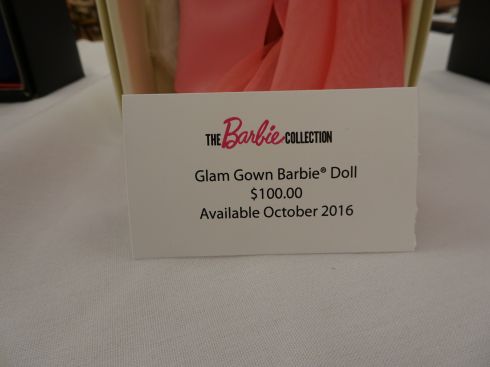 THE Barbie COLLECTION
Glam Gown Barbie® Doll
$100.00
Available October 2016